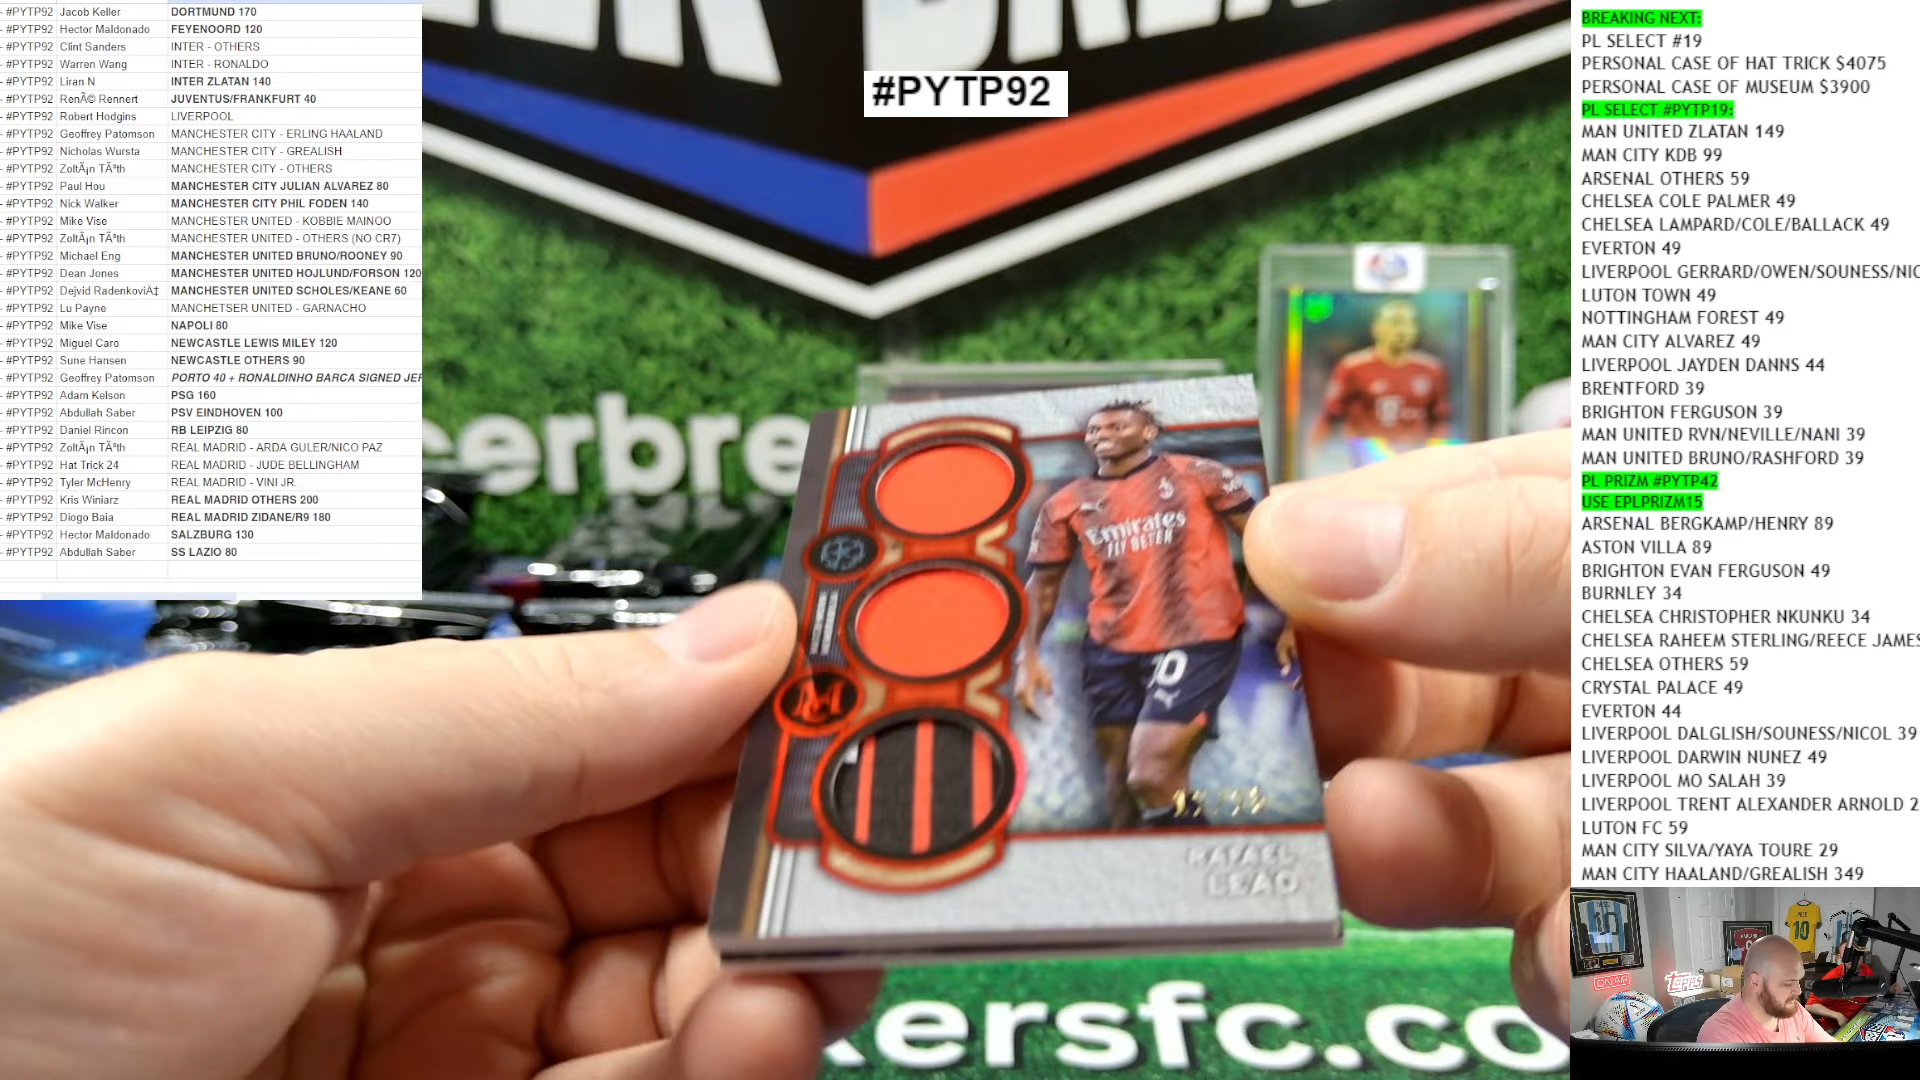 - #PYTP92 Jacob Keller DORTMUND 170
- #PYTP92 Hector Maldonado FEYENOORD 120
- #PYTP92 Clint Sanders INTER - OTHERS
- #PYTP92 Warren Wang INTER - RONALDO
- #PYTP92 Liran N INTER ZLATAN 140
- #PYTP92 RenÃ© Rennert JUVENTUS/FRANKFURT 40
- #PYTP92 Robert Hodgins LIVERPOOL
- #PYTP92 Geoffrey Patomson MANCHESTER CITY - ERLING HAALAND
- #PYTP92 Nicholas Wursta MANCHESTER CITY - GREALISH
- #PYTP92 ZoltÃ¡n TÃ³th MANCHESTER CITY - OTHERS
- #PYTP92 Paul Hou MANCHESTER CITY JULIAN ALVAREZ 80
- #PYTP92 Nick Walker MANCHESTER CITY PHIL FODEN 140
- #PYTP92 Mike Vise MANCHESTER UNITED - KOBBIE MAINOO
- #PYTP92 ZoltÃ¡n TÃ³th MANCHESTER UNITED - OTHERS (NO CR7)
- #PYTP92 Michael Eng MANCHESTER UNITED BRUNO/ROONEY 90
- #PYTP92 Dean Jones MANCHESTER UNITED HOJLUND/FORSON 120
- #PYTP92 Dejvid RadenkoviÄ‡ MANCHESTER UNITED SCHOLES/KEANE 60
- #PYTP92 Lu Payne MANCHETSER UNITED - GARNACHO
- #PYTP92 Mike Vise NAPOLI 80
- #PYTP92 Miguel Caro NEWCASTLE LEWIS MILEY 120
- #PYTP92 Sune Hansen NEWCASTLE OTHERS 90
- #PYTP92 Geoffrey Patomson PORTO 40 + RONALDINHO BARCA SIGNED JER
- #PYTP92 Adam Kelson PSG 160
- #PYTP92 Abdullah Saber PSV EINDHOVEN 100
- #PYTP92 Daniel Rincon RB LEIPZIG 80
- #PYTP92 ZoltÃ¡n TÃ³th REAL MADRID - ARDA GULER/NICO PAZ
- #PYTP92 Hat Trick 24 REAL MADRID - JUDE BELLINGHAM
- #PYTP92 Tyler McHenry REAL MADRID - VINI JR.
- #PYTP92 Kris Winiarz REAL MADRID OTHERS 200
- #PYTP92 Diogo Baia REAL MADRID ZIDANE/R9 180
- #PYTP92 Hector Maldonado SALZBURG 130
- #PYTP92 Abdullah Saber SS LAZIO 80
#PYTP92
eerbre
Emirates
FLY BETTER
10
RAFAEL
LEAO
kersfc.co
BREAKING NEXT:
PL SELECT #19
PERSONAL CASE OF HAT TRICK $4075
PERSONAL CASE OF MUSEUM $3900
PL SELECT #PYTP19:
MAN UNITED ZLATAN 149
MAN CITY KDB 99
ARSENAL OTHERS 59
CHELSEA COLE PALMER 49
CHELSEA LAMPARD/COLE/BALLACK 49
EVERTON 49
LIVERPOOL GERRARD/OWEN/SOUNESS/NIC
LUTON TOWN 49
NOTTINGHAM FOREST 49
MAN CITY ALVAREZ 49
LIVERPOOL JAYDEN DANNS 44
BRENTFORD 39
BRIGHTON FERGUSON 39
MAN UNITED RVN/NEVILLE/NANI 39
MAN UNITED BRUNO/RASHFORD 39
PL PRIZM #PYTP42
USE EPLPRIZM15
ARSENAL BERGKAMP/HENRY 89
ASTON VILLA 89
BRIGHTON EVAN FERGUSON 49
BURNLEY 34
CHELSEA CHRISTOPHER NKUNKU 34
CHELSEA RAHEEM STERLING/REECE JAMES
CHELSEA OTHERS 59
CRYSTAL PALACE 49
EVERTON 44
LIVERPOOL DALGLISH/SOUNESS/NICOL 39
LIVERPOOL DARWIN NUNEZ 49
LIVERPOOL MO SALAH 39
LIVERPOOL TRENT ALEXANDER ARNOLD 2
LUTON FC 59
MAN CITY SILVA/YAYA TOURE 29
MAN CITY HAALAND/GREALISH 349
ON AIR
TOPPS
10